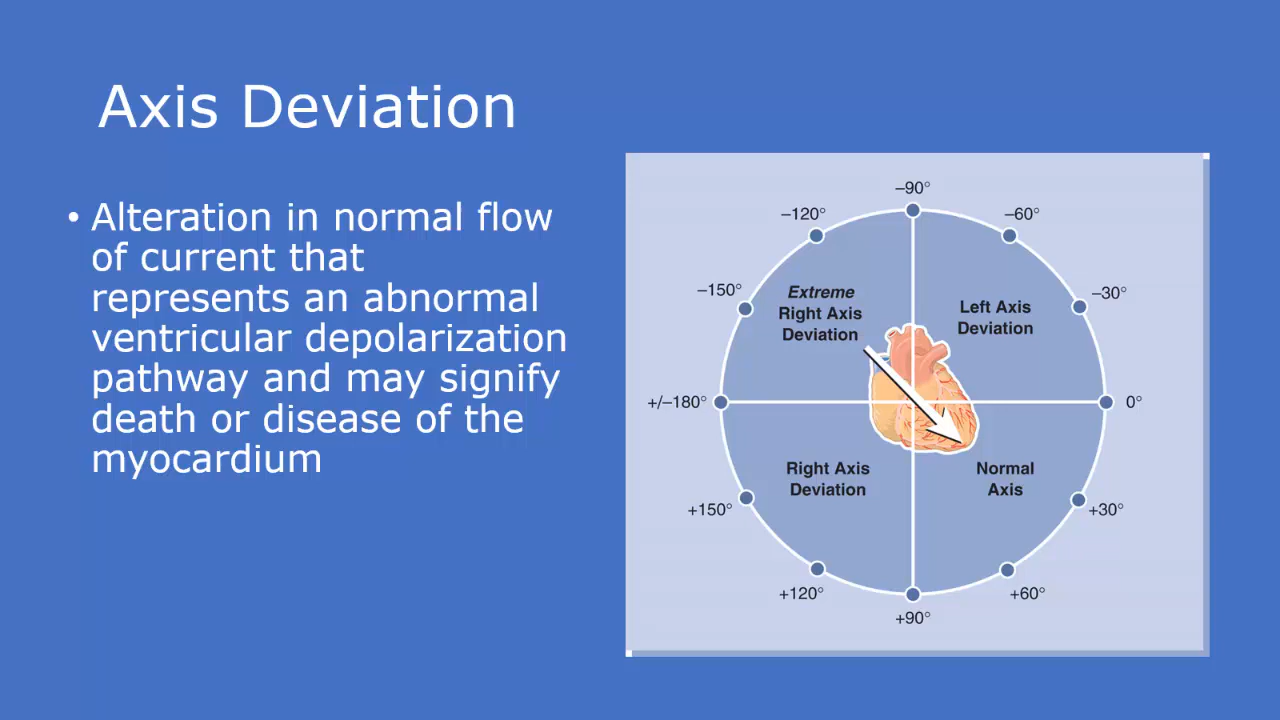 Axis Deviation
• Alteration in normal flow
of current that
represents an abnormal
ventricular depolarization
pathway and may signify
death or disease of the
myocardium
–90°
–120°
–60°
–150°
–30°
Extreme
Right Axis
Deviation
Left Axis
Deviation
+/–180°
0°
Right Axis
Deviation
Normal
Axis
+150°
+30°
+120°
+60°
+90°